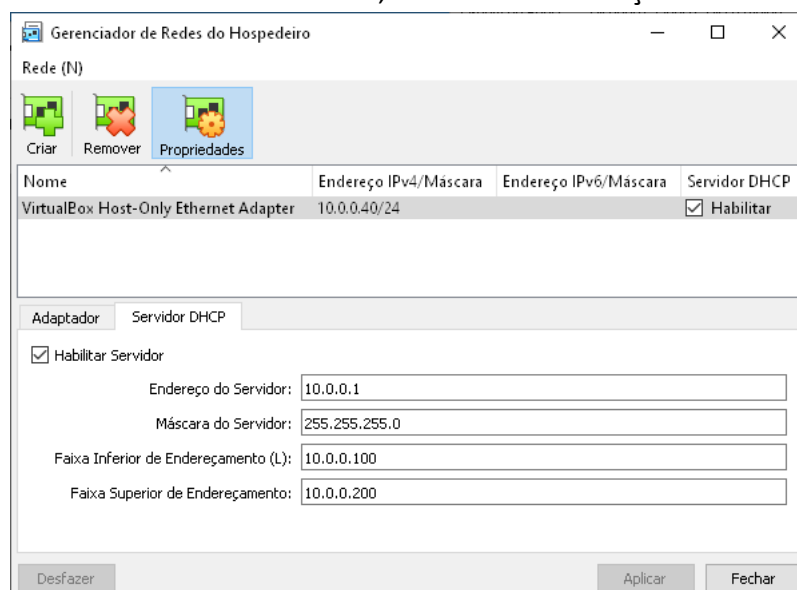 Gerenciador de Redes do Hospedeiro
Rede (N)
Criar Remover Propriedades
Nome Endereço IPv4/Máscara Endereço IPv6/Máscara Servidor DHCP
VirtualBox Host-Only Ethernet Adapter 10.0.0.40/24 Habilitar
Adaptador Servidor DHCP
Habilitar Servidor
Endereço do Servidor: 10.0.0.1
Máscara do Servidor: 255.255.255.0
Faixa Inferior de Endereçamento (L): 10.0.0.100
Faixa Superior de Endereçamento: 10.0.0.200
Desfazer Aplicar Fechar